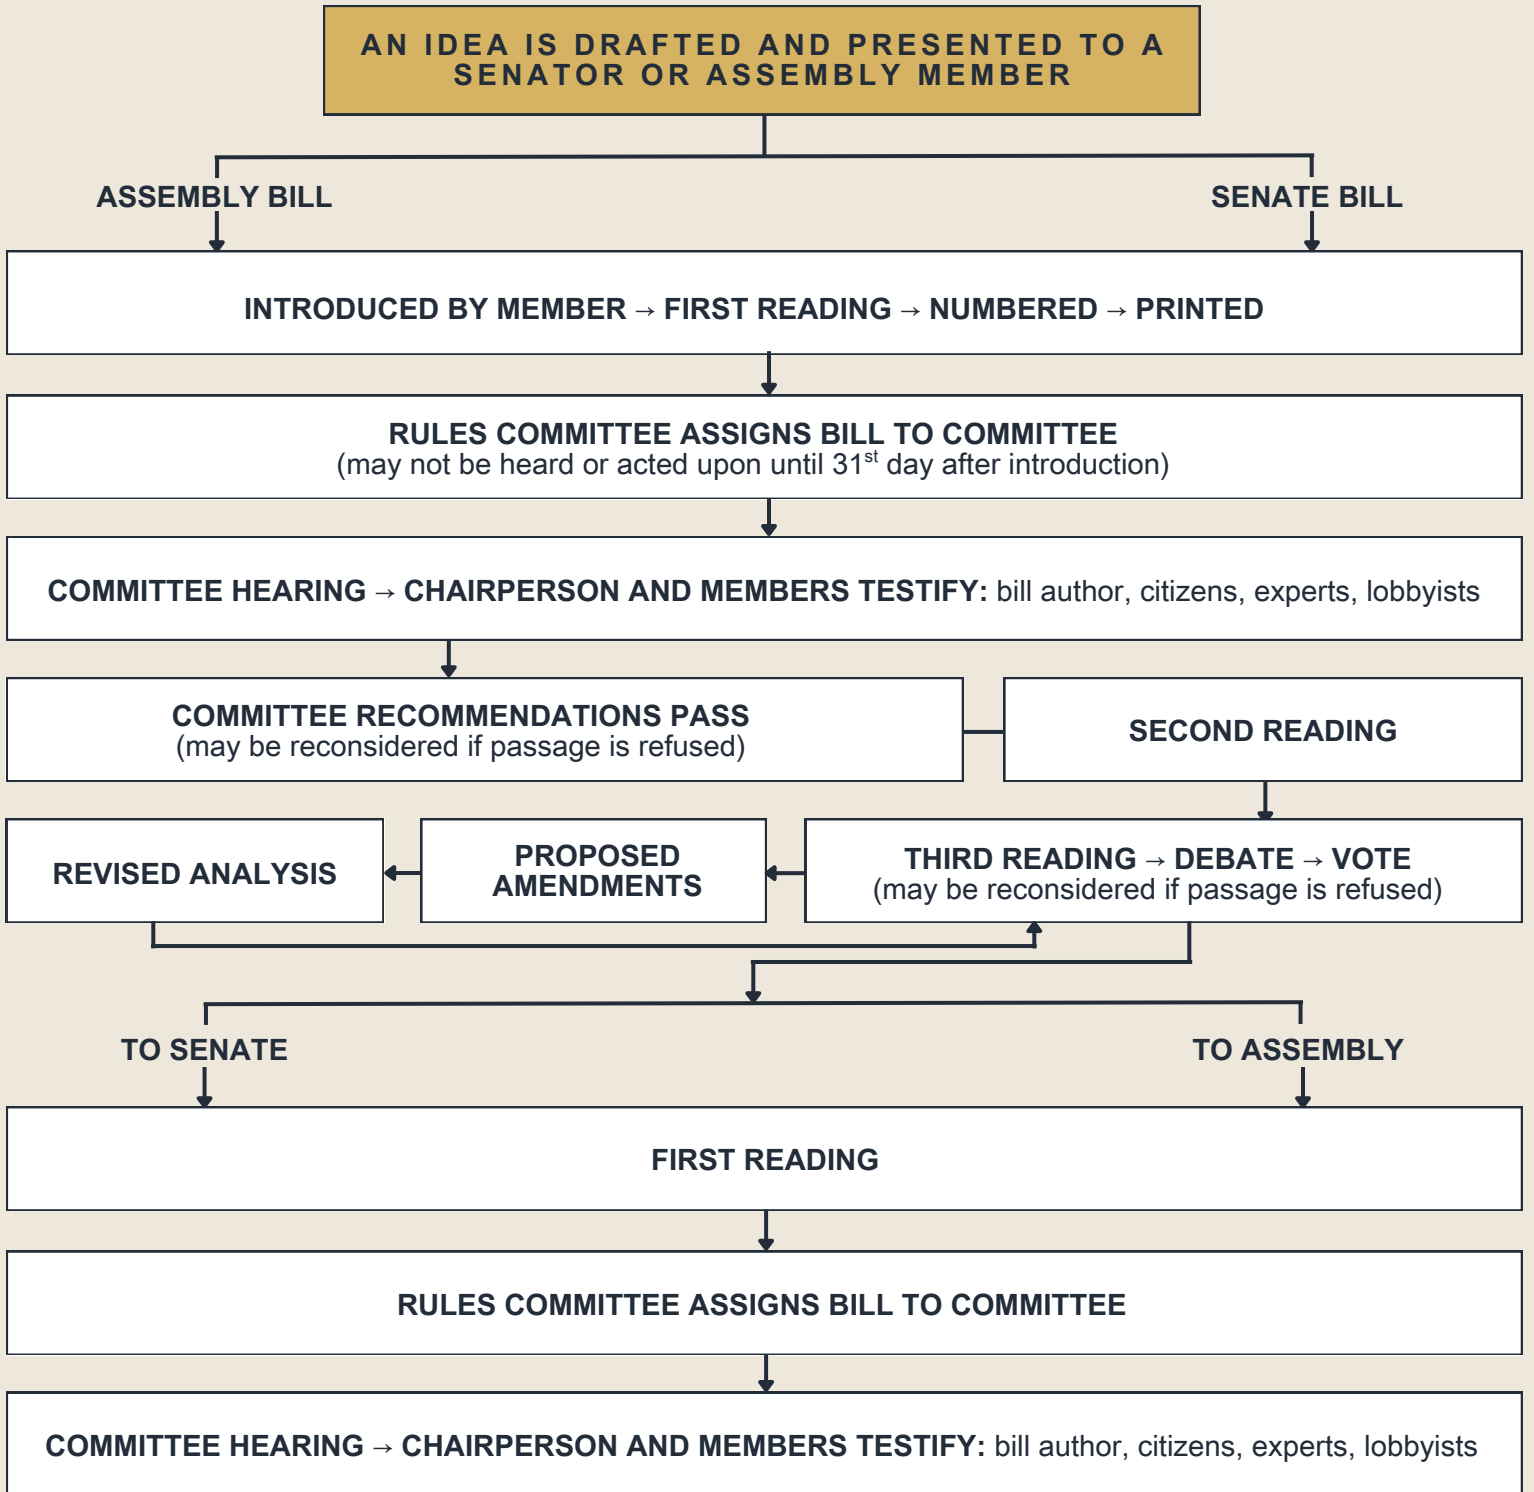 AN IDEA IS DRAFTED AND PRESENTED TO A
SENATOR OR ASSEMBLY MEMBER
ASSEMBLY BILL
SENATE BILL
INTRODUCED BY MEMBER → FIRST READING → NUMBERED → PRINTED
RULES COMMITTEE ASSIGNS BILL TO COMMITTEE
(may not be heard or acted upon until 31st day after introduction)
COMMITTEE HEARING → CHAIRPERSON AND MEMBERS TESTIFY: bill author, citizens, experts, lobbyists
COMMITTEE RECOMMENDATIONS PASS
(may be reconsidered if passage is refused)
SECOND READING
REVISED ANALYSIS
PROPOSED
AMENDMENTS
THIRD READING → DEBATE → VOTE
(may be reconsidered if passage is refused)
TO SENATE
TO ASSEMBLY
FIRST READING
RULES COMMITTEE ASSIGNS BILL TO COMMITTEE
COMMITTEE HEARING → CHAIRPERSON AND MEMBERS TESTIFY: bill author, citizens, experts, lobbyists